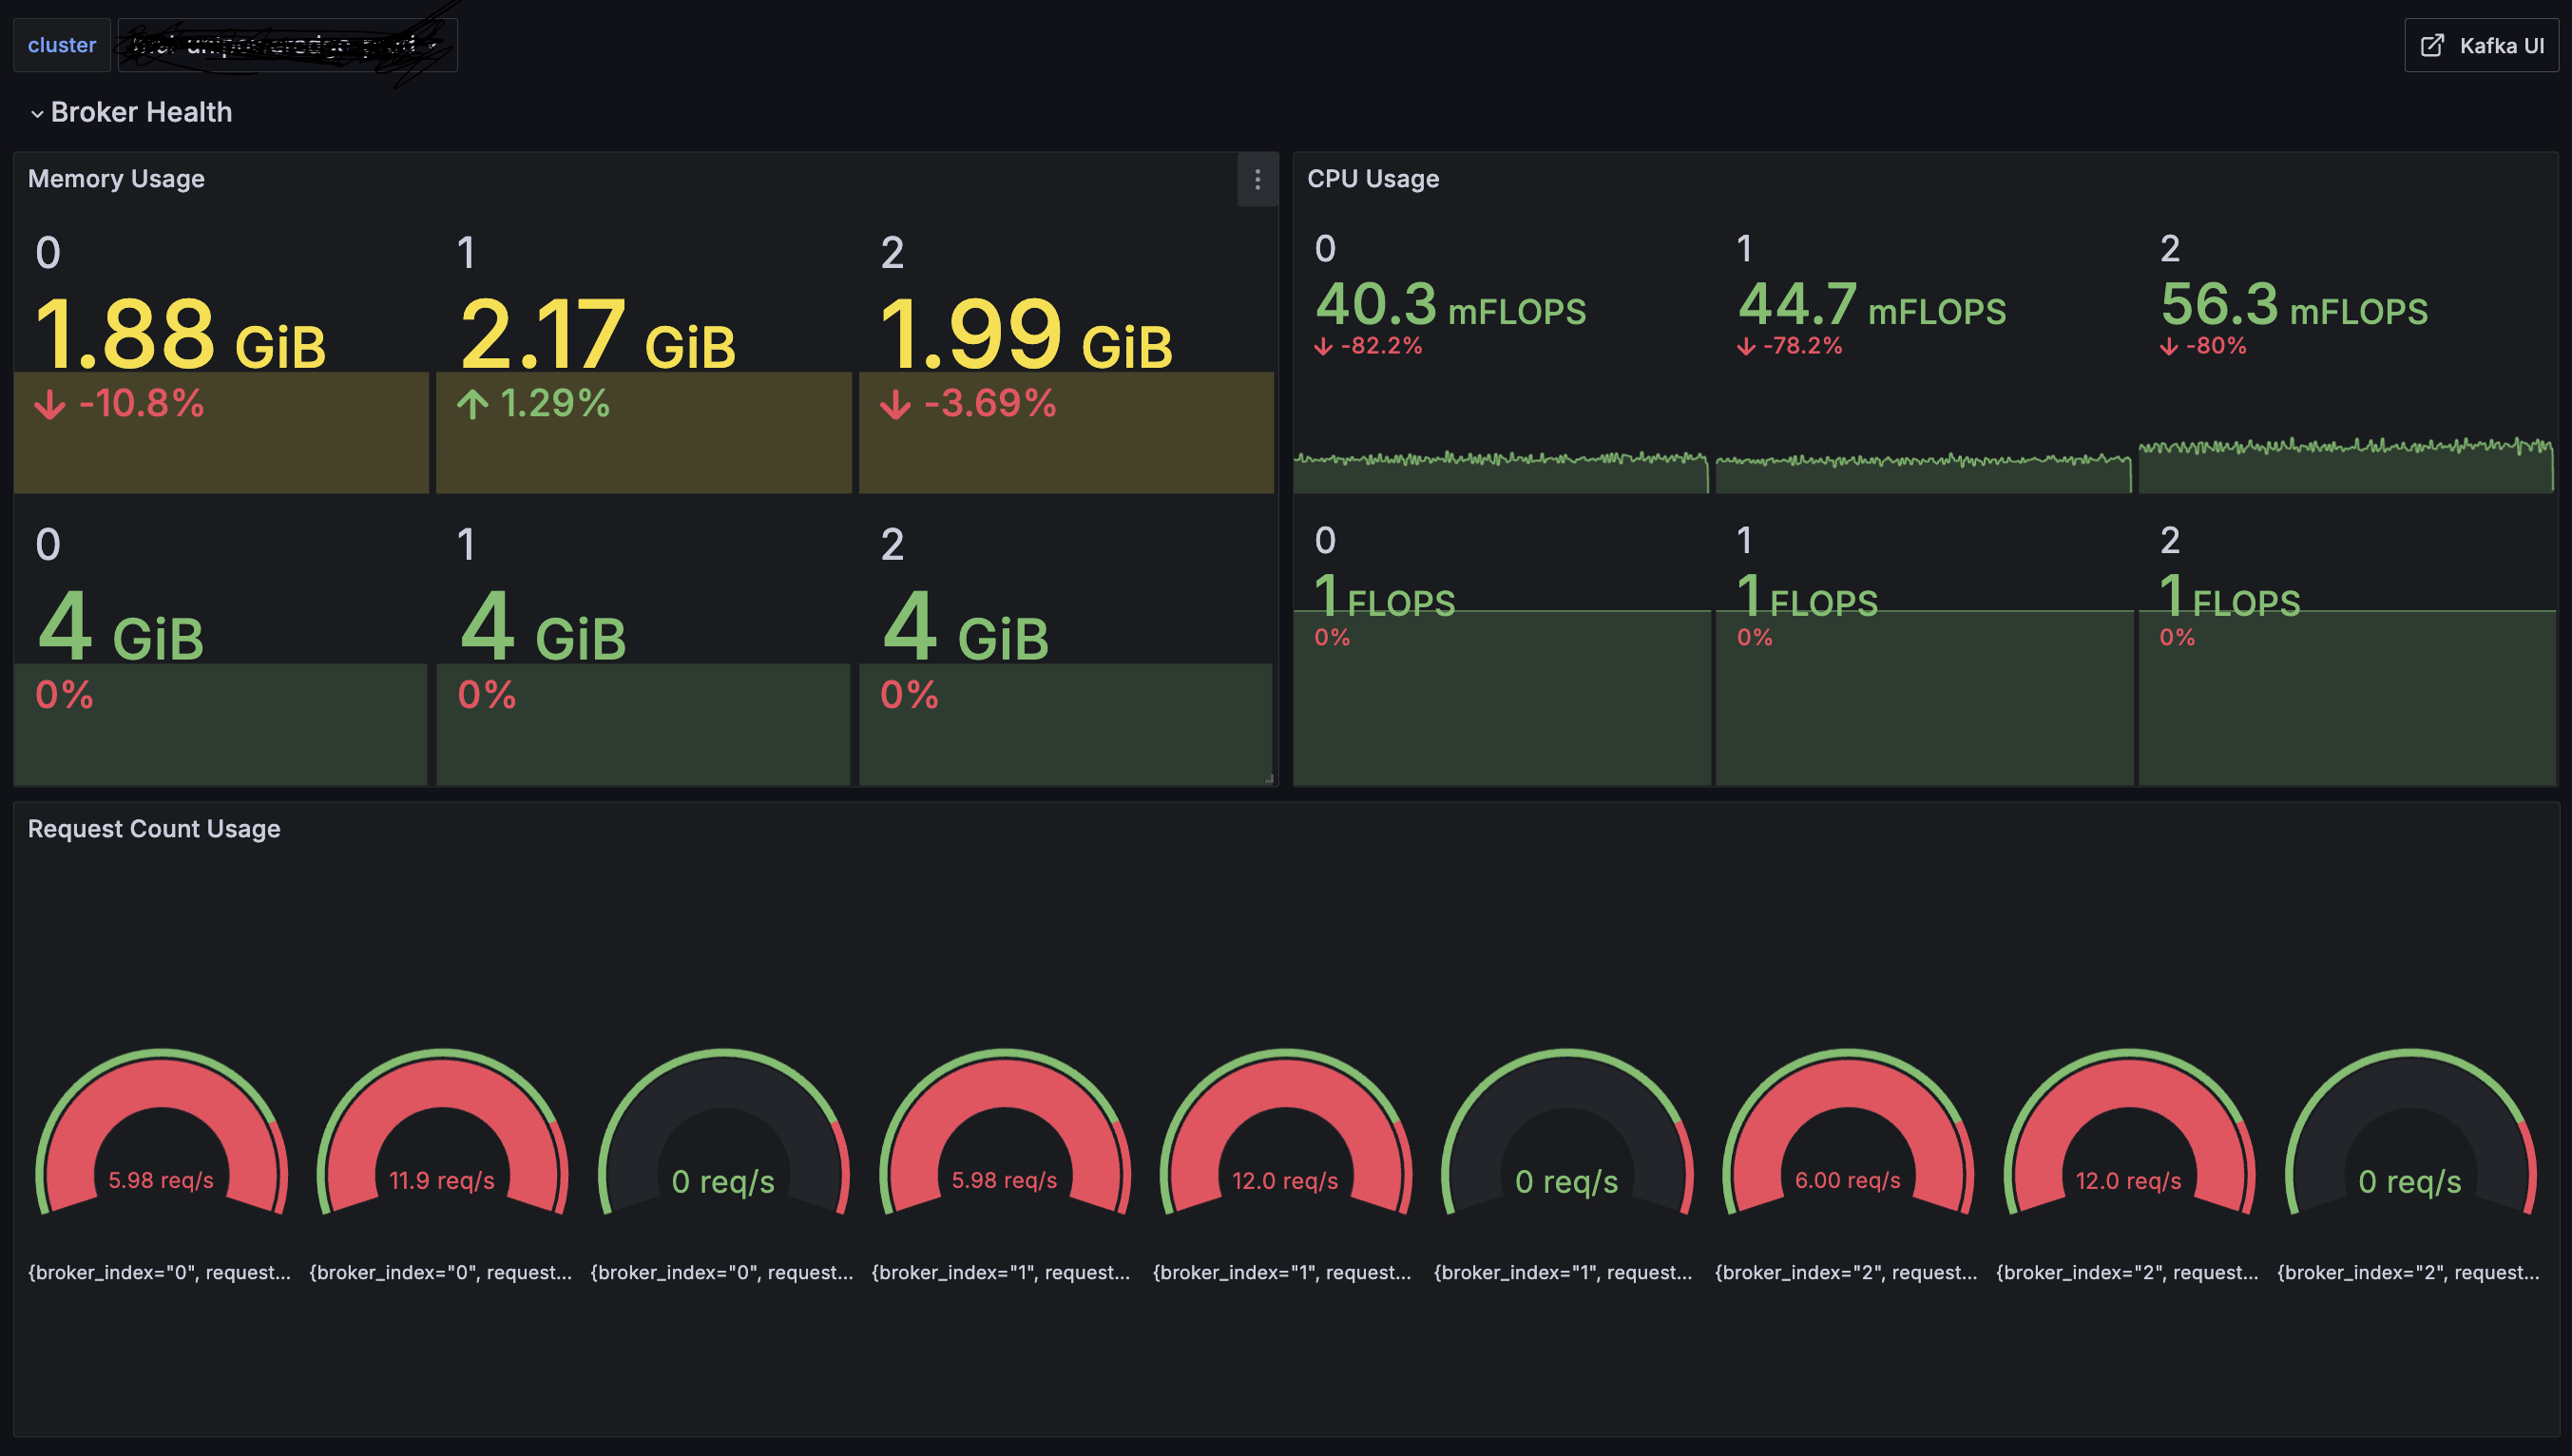 cluster
Kafka UI
Broker Health
Memory Usage
0 1 2
1.88 GiB 2.17 GiB 1.99 GiB
-10.8% 1.29% -3.69%
0 1 2
4 GiB 4 GiB 4 GiB
0% 0% 0%
CPU Usage
0 1 2
40.3 mFLOPS 44.7 mFLOPS 56.3 mFLOPS
-82.2% -78.2% -80%
0 1 2
1 FLOPS 1 FLOPS 1 FLOPS
0% 0% 0%
Request Count Usage
5.98 req/s 11.9 req/s 0 req/s 5.98 req/s 12.0 req/s 0 req/s 6.00 req/s 12.0 req/s 0 req/s
{broker_index="0", request... {broker_index="0", request... {broker_index="0", request... {broker_index="1", request... {broker_index="1", request... {broker_index="1", request... {broker_index="2", request... {broker_index="2", request... {broker_index="2", request...